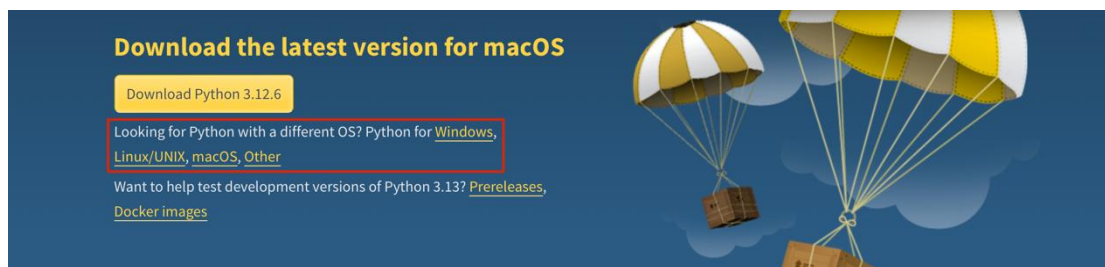 Download the latest version for macOS
Download Python 3.12.6
Looking for Python with a different OS? Python for Windows,
Linux/UNIX, macOS, Other
Want to help test development versions of Python 3.13? Prereleases,
Docker images